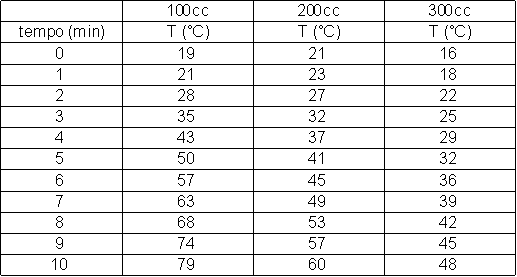 100cc 200cc 300cc
tempo (min) T (°C) T (°C) T (°C)
0 19 21 16
1 21 23 18
2 28 27 22
3 35 32 25
4 43 37 29
5 50 41 32
6 57 45 36
7 63 49 39
8 68 53 42
9 74 57 45
10 79 60 48